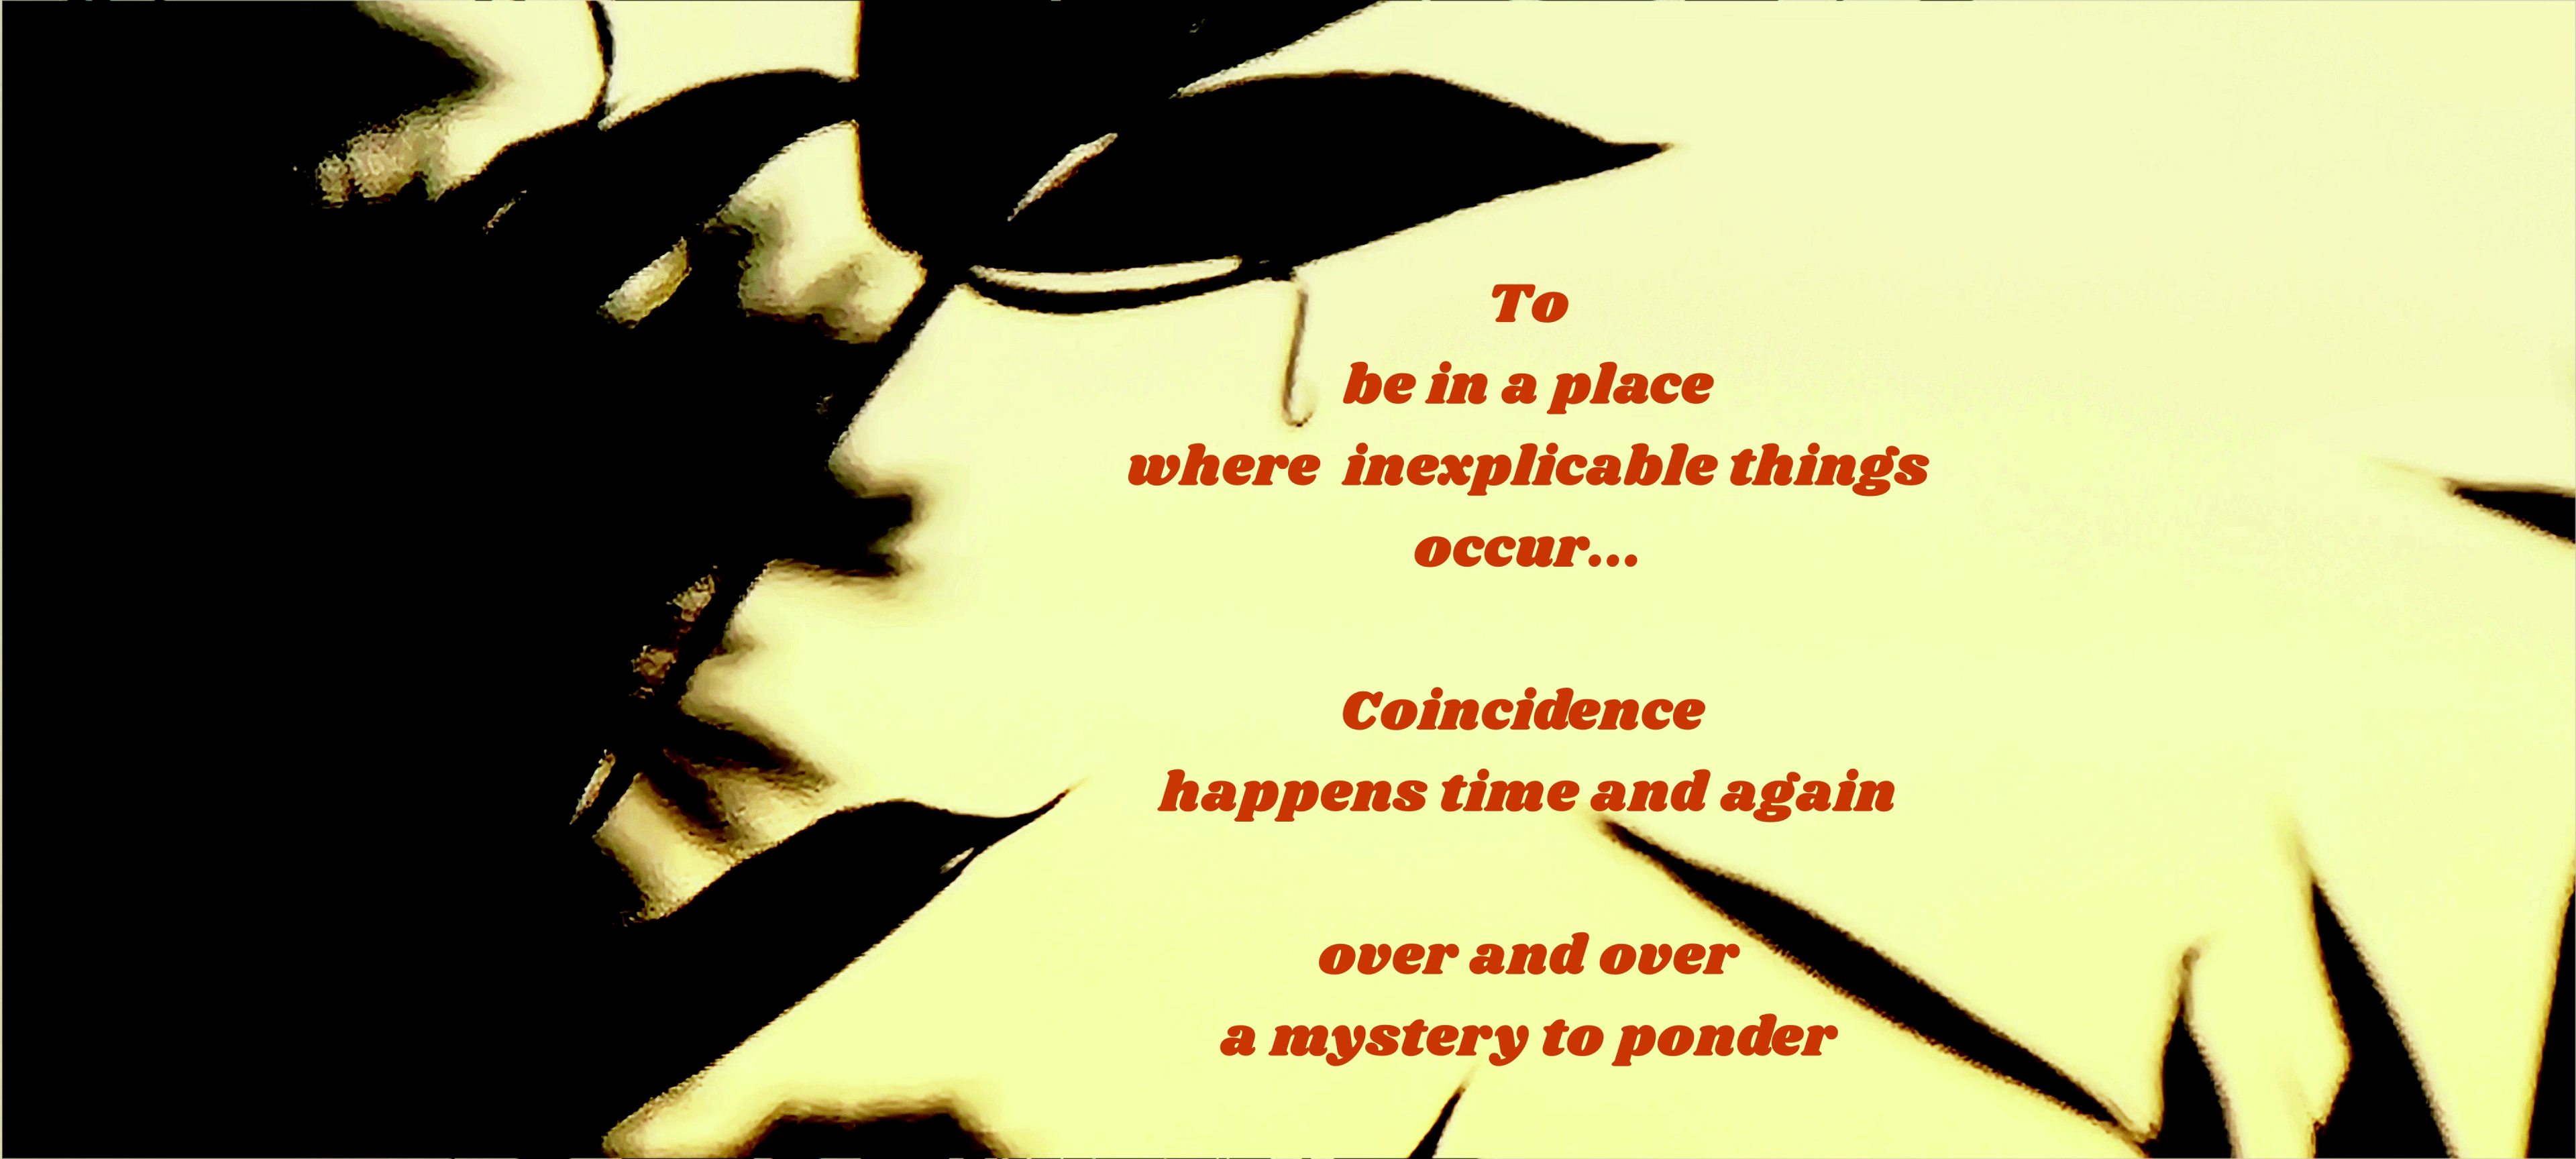 To
be in a place
where inexplicable things
occur...
Coincidence
happens time and again
over and over
a mystery to ponder